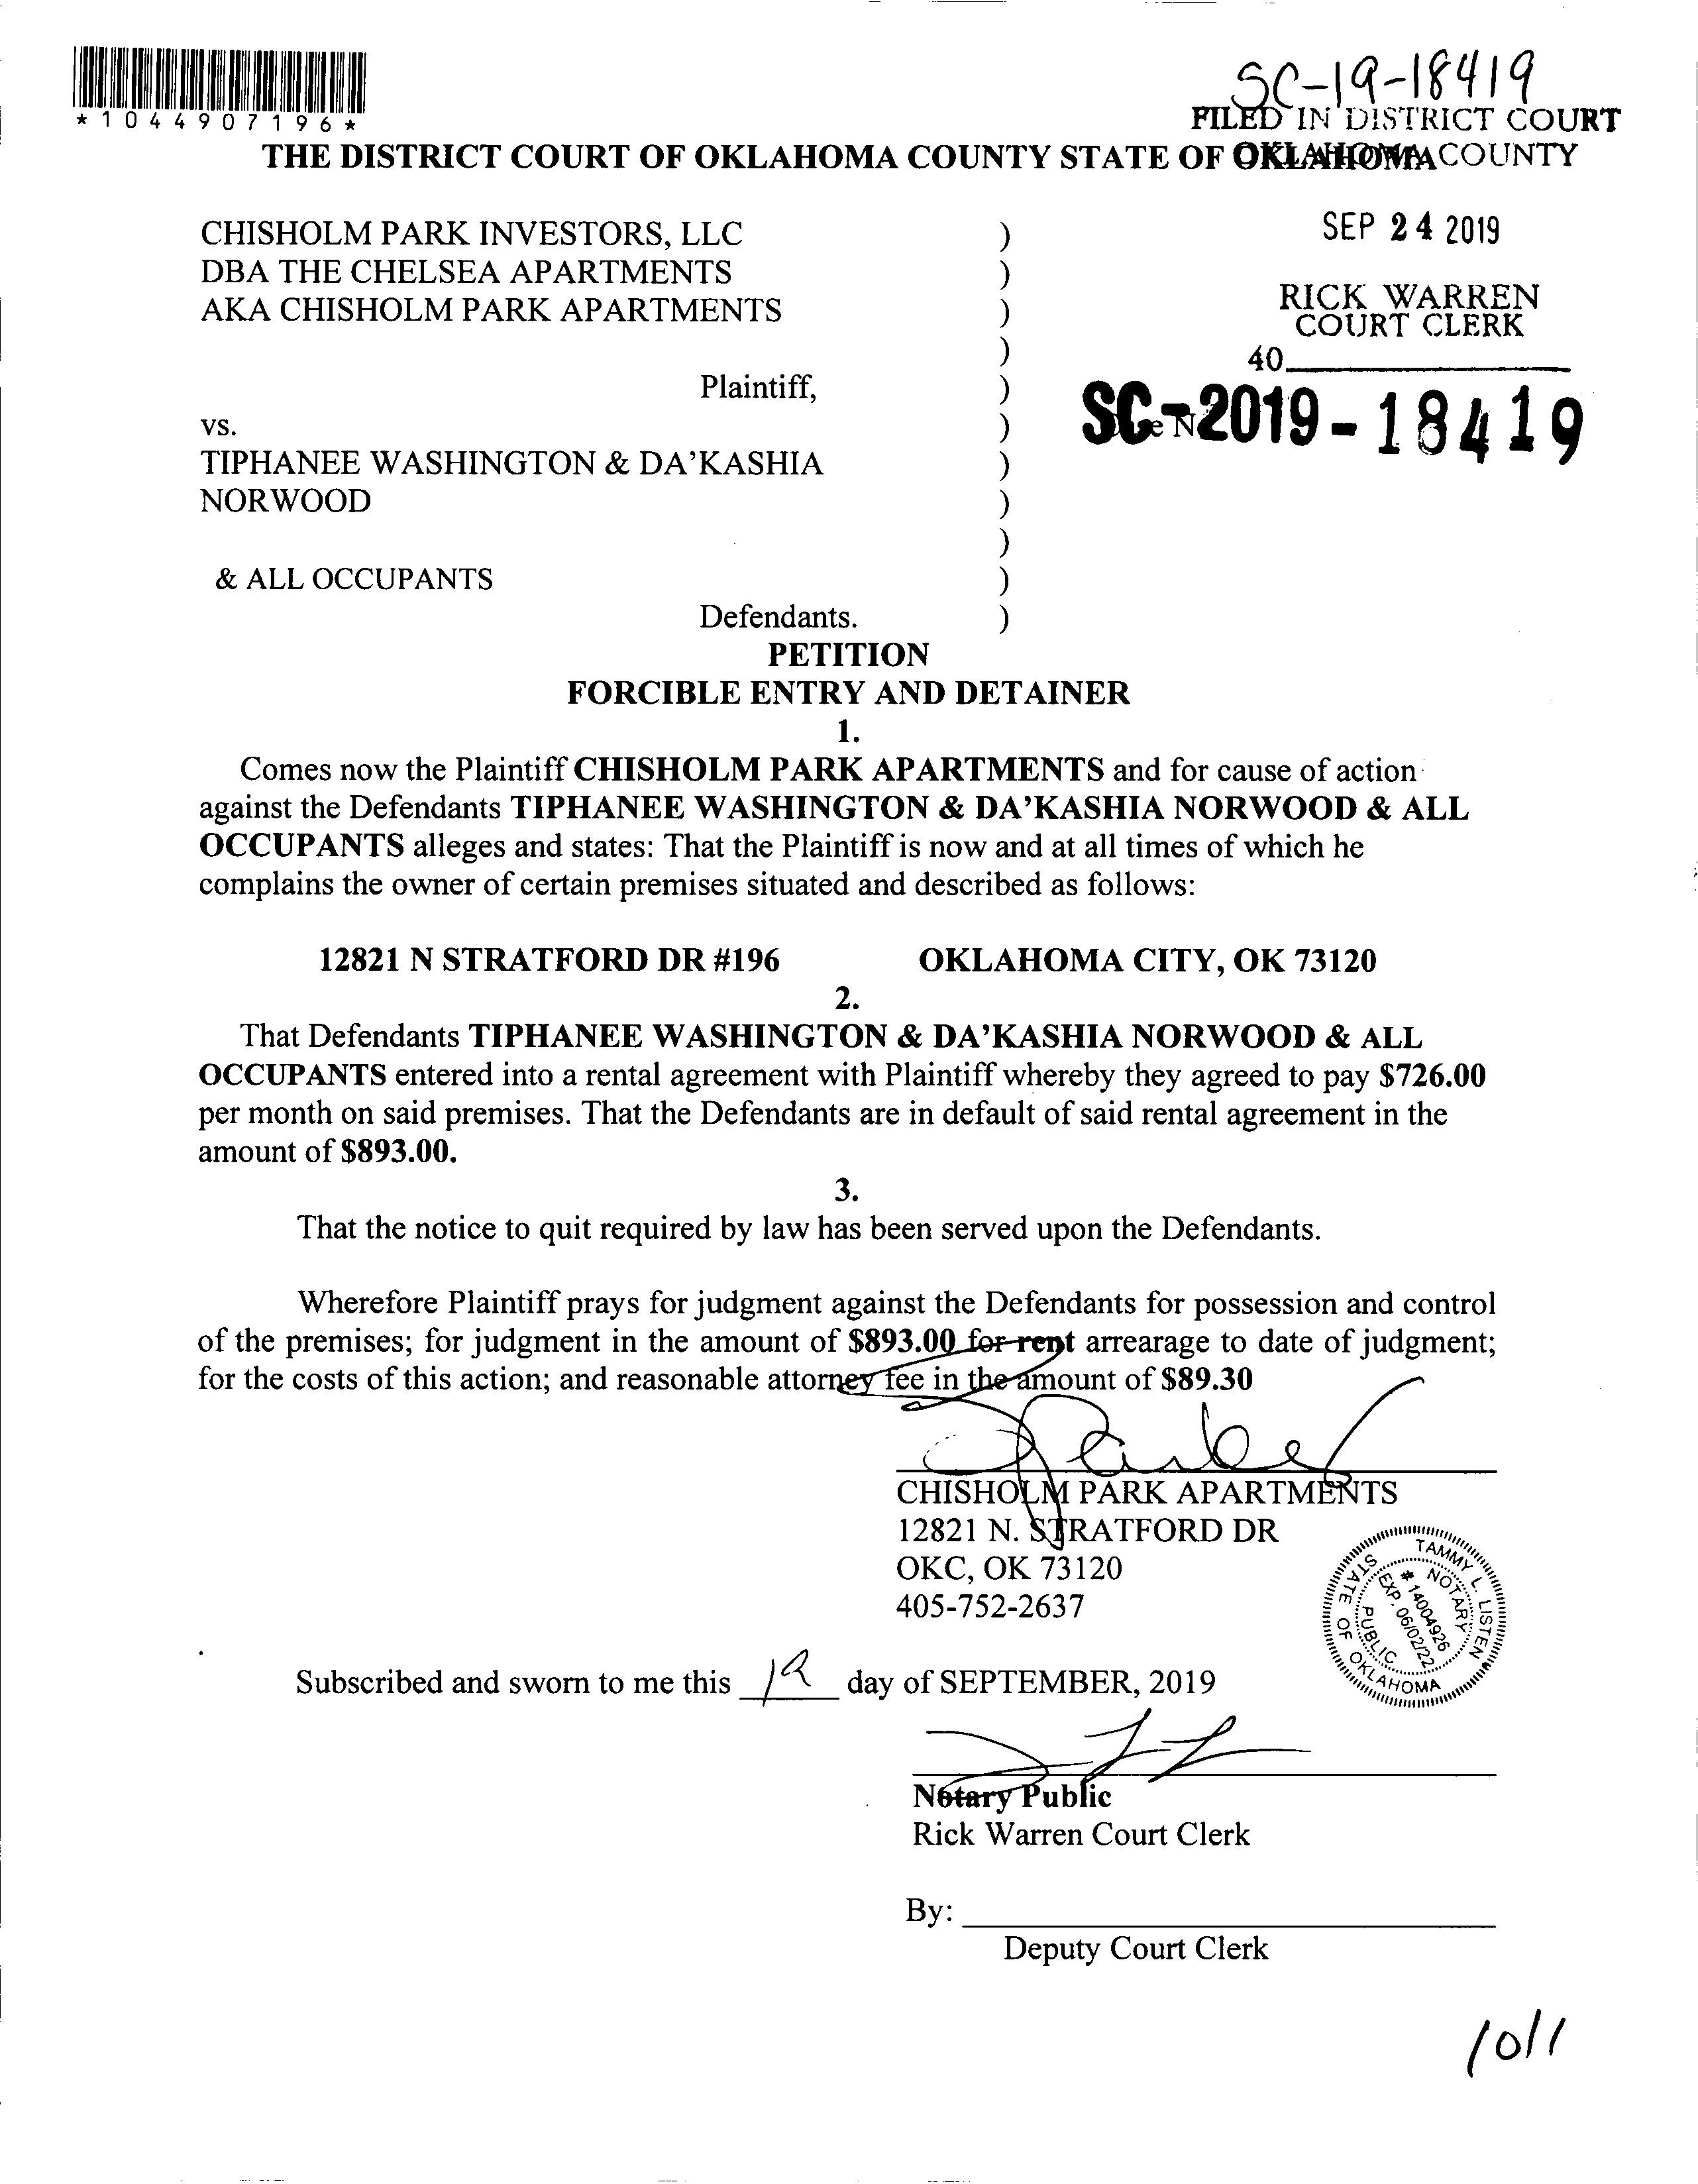 SC-19-18419
*1044907196*
FILED IN DISTRICT COURT
THE DISTRICT COURT OF OKLAHOMA COUNTY STATE OF OKLAHOMA
OKLAHOMA COUNTY
CHISHOLM PARK INVESTORS, LLC )
SEP 24 2019
DBA THE CHELSEA APARTMENTS )
AKA CHISHOLM PARK APARTMENTS )
RICK WARREN
COURT CLERK
)
40
Plaintiff, )
SC-2019-18419
vs. )
TIPHANEE WASHINGTON & DA'KASHIA )
NORWOOD )
)
& ALL OCCUPANTS )
Defendants. )
PETITION
FORCIBLE ENTRY AND DETAINER
1.
Comes now the Plaintiff CHISHOLM PARK APARTMENTS and for cause of action
against the Defendants TIPHANEE WASHINGTON & DA'KASHIA NORWOOD & ALL
OCCUPANTS alleges and states: That the Plaintiff is now and at all times of which he
complains the owner of certain premises situated and described as follows:
12821 N STRATFORD DR #196 OKLAHOMA CITY, OK 73120
2.
That Defendants TIPHANEE WASHINGTON & DA'KASHIA NORWOOD & ALL
OCCUPANTS entered into a rental agreement with Plaintiff whereby they agreed to pay $726.00
per month on said premises. That the Defendants are in default of said rental agreement in the
amount of $893.00.
3.
That the notice to quit required by law has been served upon the Defendants.
Wherefore Plaintiff prays for judgment against the Defendants for possession and control
of the premises; for judgment in the amount of $893.00 for rent arrearage to date of judgment;
for the costs of this action; and reasonable attorney fee in the amount of $89.30
CHISHOLM PARK APARTMENTS
12821 N. STRATFORD DR
OKC, OK 73120
405-752-2637
TAMMY L. LISTEN
NOTARY
# 14004926
EXP. 06/02/22
PUBLIC
STATE OF OKLAHOMA
Subscribed and sworn to me this 19 day of SEPTEMBER, 2019
Notary Public
Rick Warren Court Clerk
By:
Deputy Court Clerk
10/1